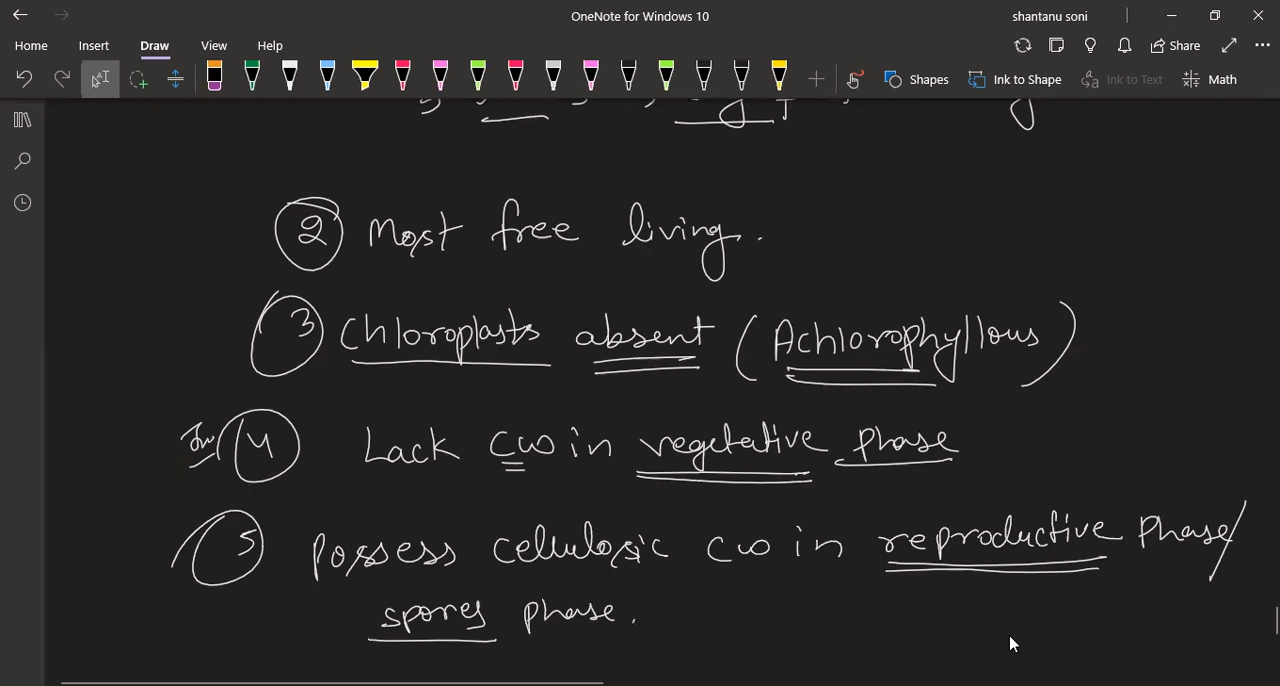 OneNote for Windows 10
shantanu soni
Home Insert Draw View Help
Share
Shapes Ink to Shape Ink to Text Math
② Most free living.
③ Chloroplasts absent (Achlorophyllous)
④ Lack CW in vegetative phase
⑤ Possess cellulosic CW in reproductive phase/
spores phase.